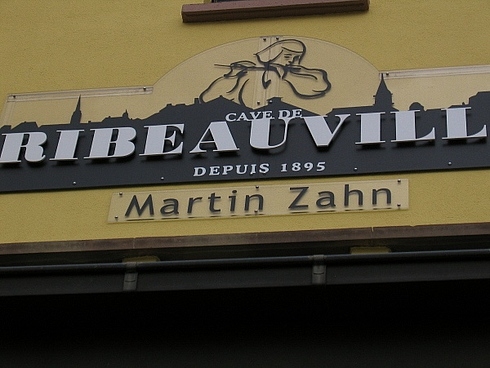 CAVE DE
RIBEAUVILL
DEPUIS 1895
Martin Zahn